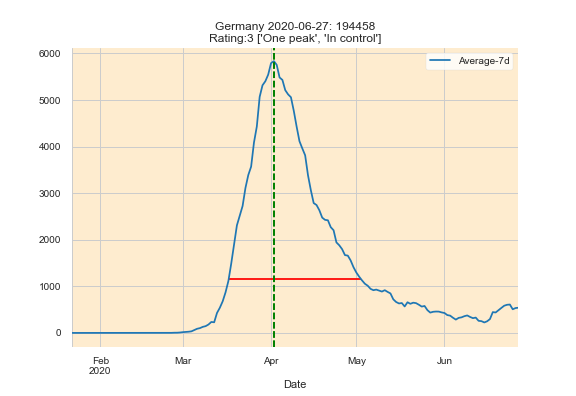 Germany 2020-06-27: 194458
Rating:3 ['One peak', 'In control']
Average-7d
6000
5000
4000
3000
2000
1000
0
Feb Mar Apr May Jun
2020
Date